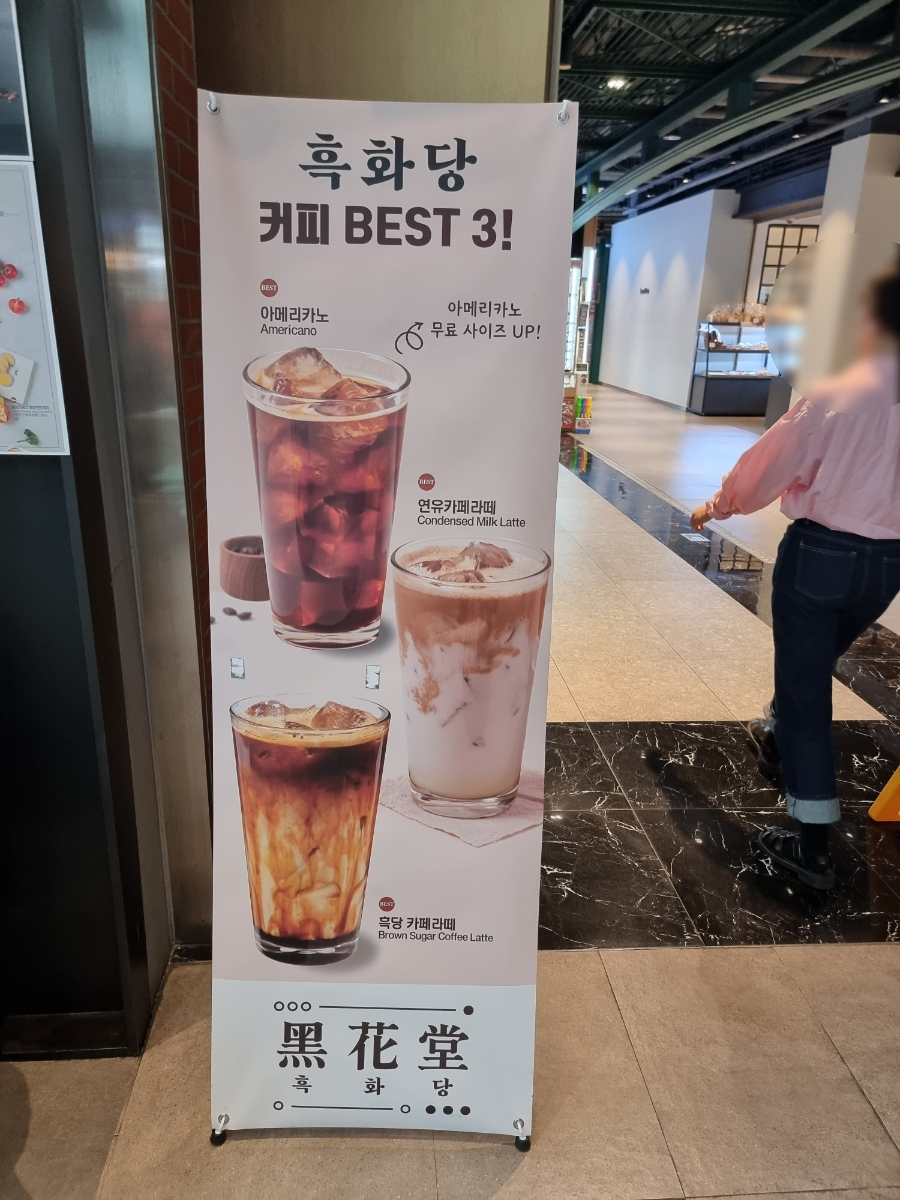 흑화당
커피 BEST 3!
BEST
아메리카노
Americano
아메리카노
무료 사이즈 UP!
BEST
연유카페라떼
Condensed Milk Latte
BEST
흑당 카페라떼
Brown Sugar Coffee Latte
黑花堂
흑 화 당